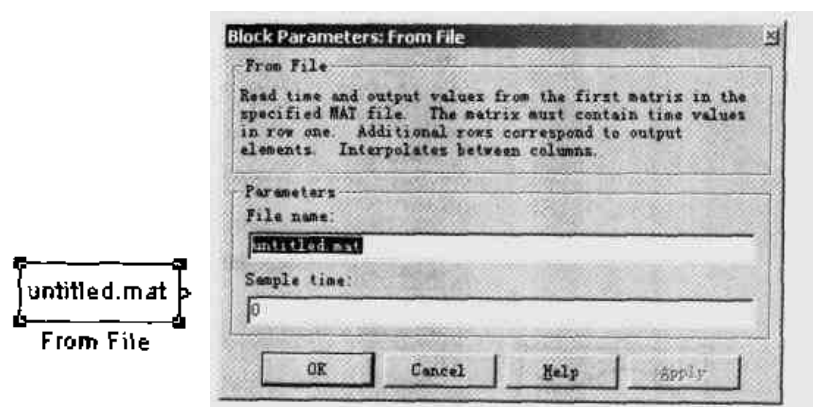 untitled.mat
From File
Block Parameters: From File
From File
Read time and output values from the first matrix in the
specified MAT file. The matrix must contain time values
in row one. Additional rows correspond to output
elements. Interpolates between columns.
Parameters
File name:
untitled.mat
Sample time:
0
OK Cancel Help Apply